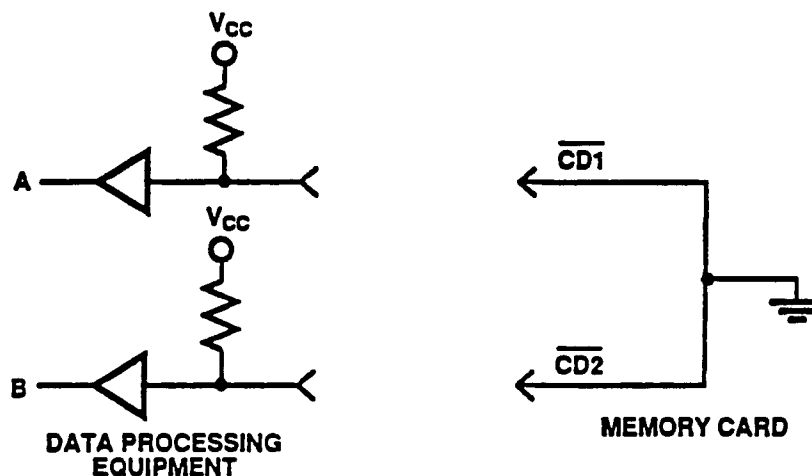 VCC
A
CD1
VCC
B
CD2
DATA PROCESSING
EQUIPMENT
MEMORY CARD